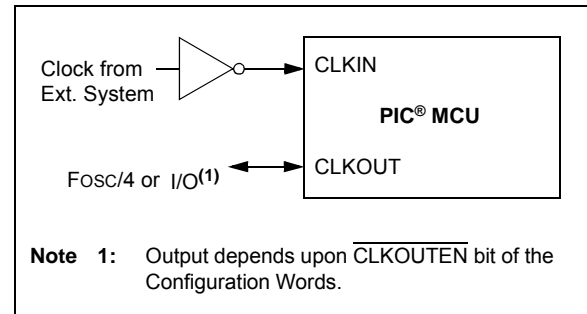 Clock from
Ext. System
CLKIN
PIC® MCU
FOSC/4 or I/O(1)
CLKOUT
Note 1: Output depends upon CLKOUTEN bit of the
Configuration Words.